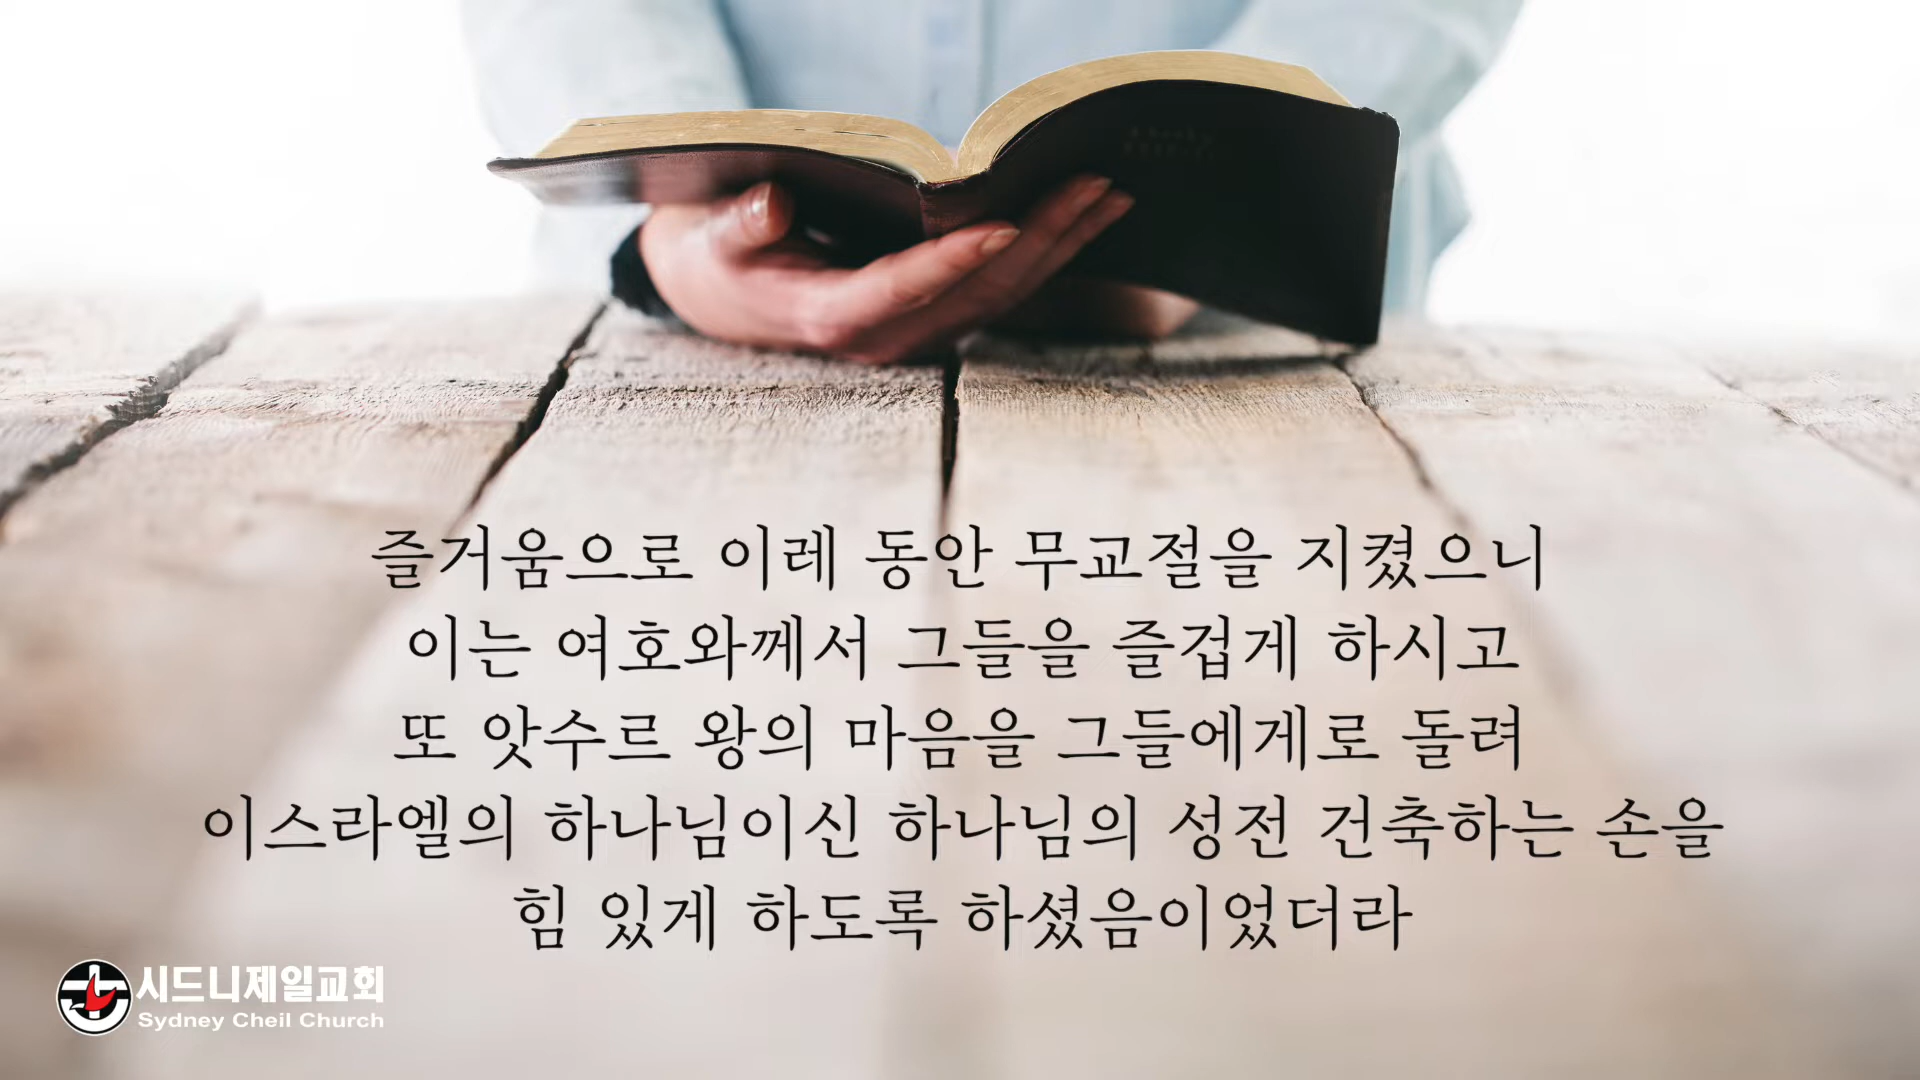 즐거움으로 이레 동안 무교절을 지켰으니
이는 여호와께서 그들을 즐겁게 하시고
또 앗수르 왕의 마음을 그들에게로 돌려
이스라엘의 하나님이신 하나님의 성전 건축하는 손을
힘 있게 하도록 하셨음이었더라
시드니제일교회
Sydney Cheil Church